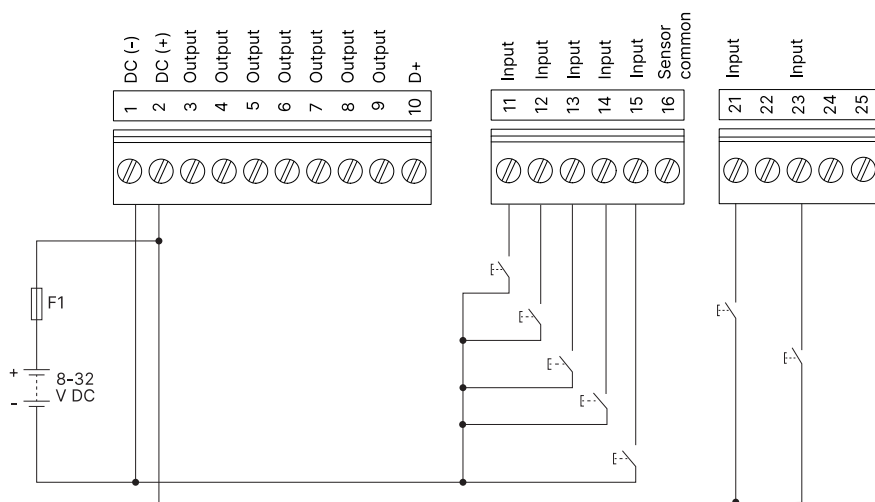 DC (-)
DC (+)
Output
Output
Output
Output
Output
Output
Output
D+
1
2
3
4
5
6
7
8
9
10
Input
Input
Input
Input
Input
Sensor
common
11
12
13
14
15
16
Input
Input
21
22
23
24
25
F1
+
8-32
V DC
-